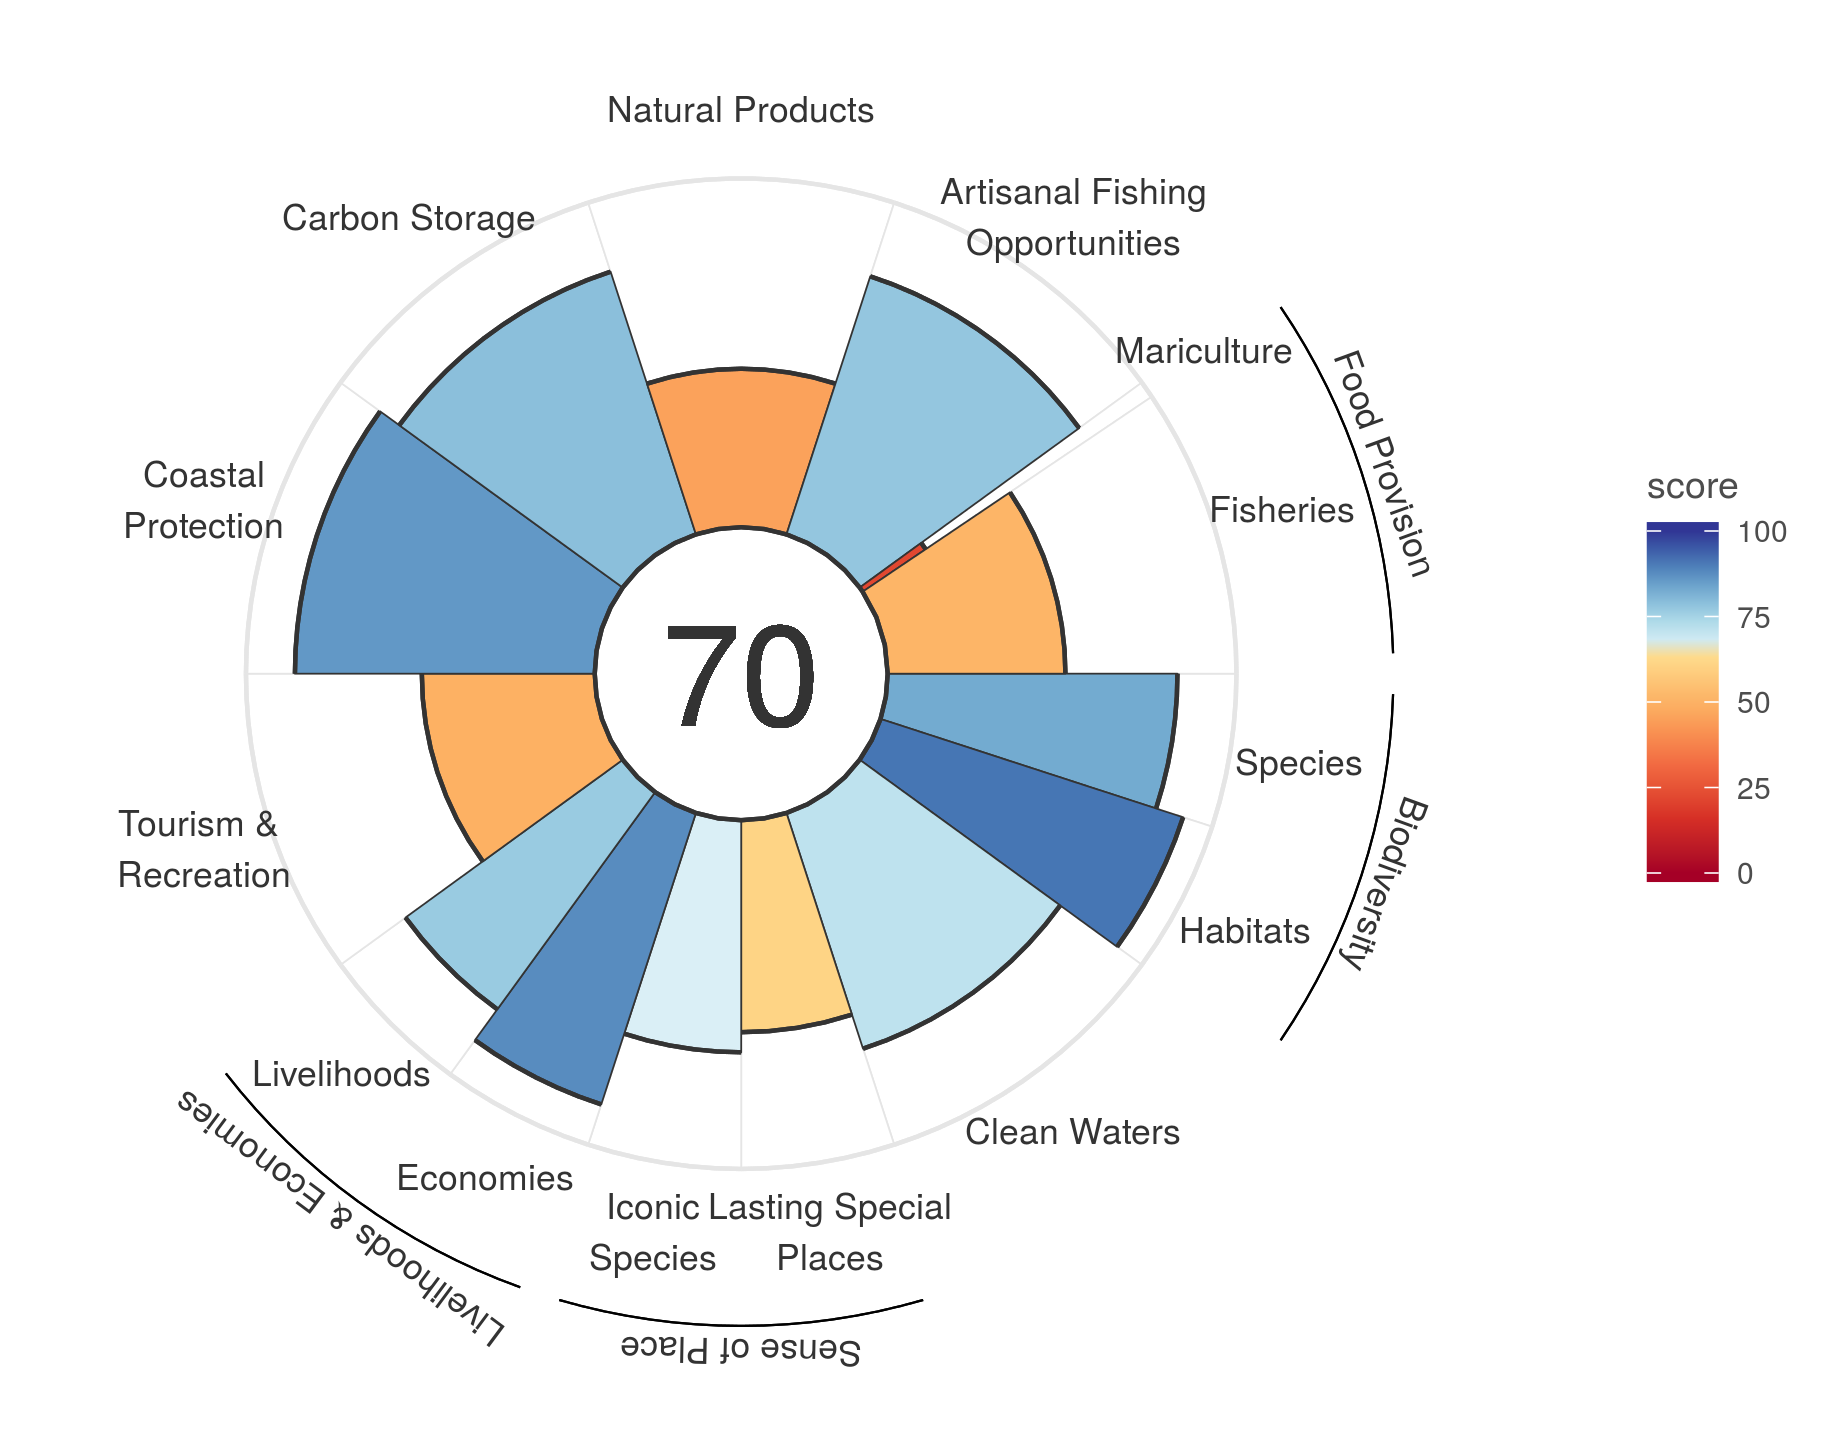 Natural Products
Artisanal Fishing
Opportunities
Carbon Storage
Mariculture
Food Provision
Fisheries
Coastal
Protection
score
100
75
50
25
0
70
Species
Biodiversity
Habitats
Tourism &
Recreation
Livelihoods
Livelihoods & Economies
Economies
Clean Waters
Iconic
Species
Lasting Special
Places
Sense of Place